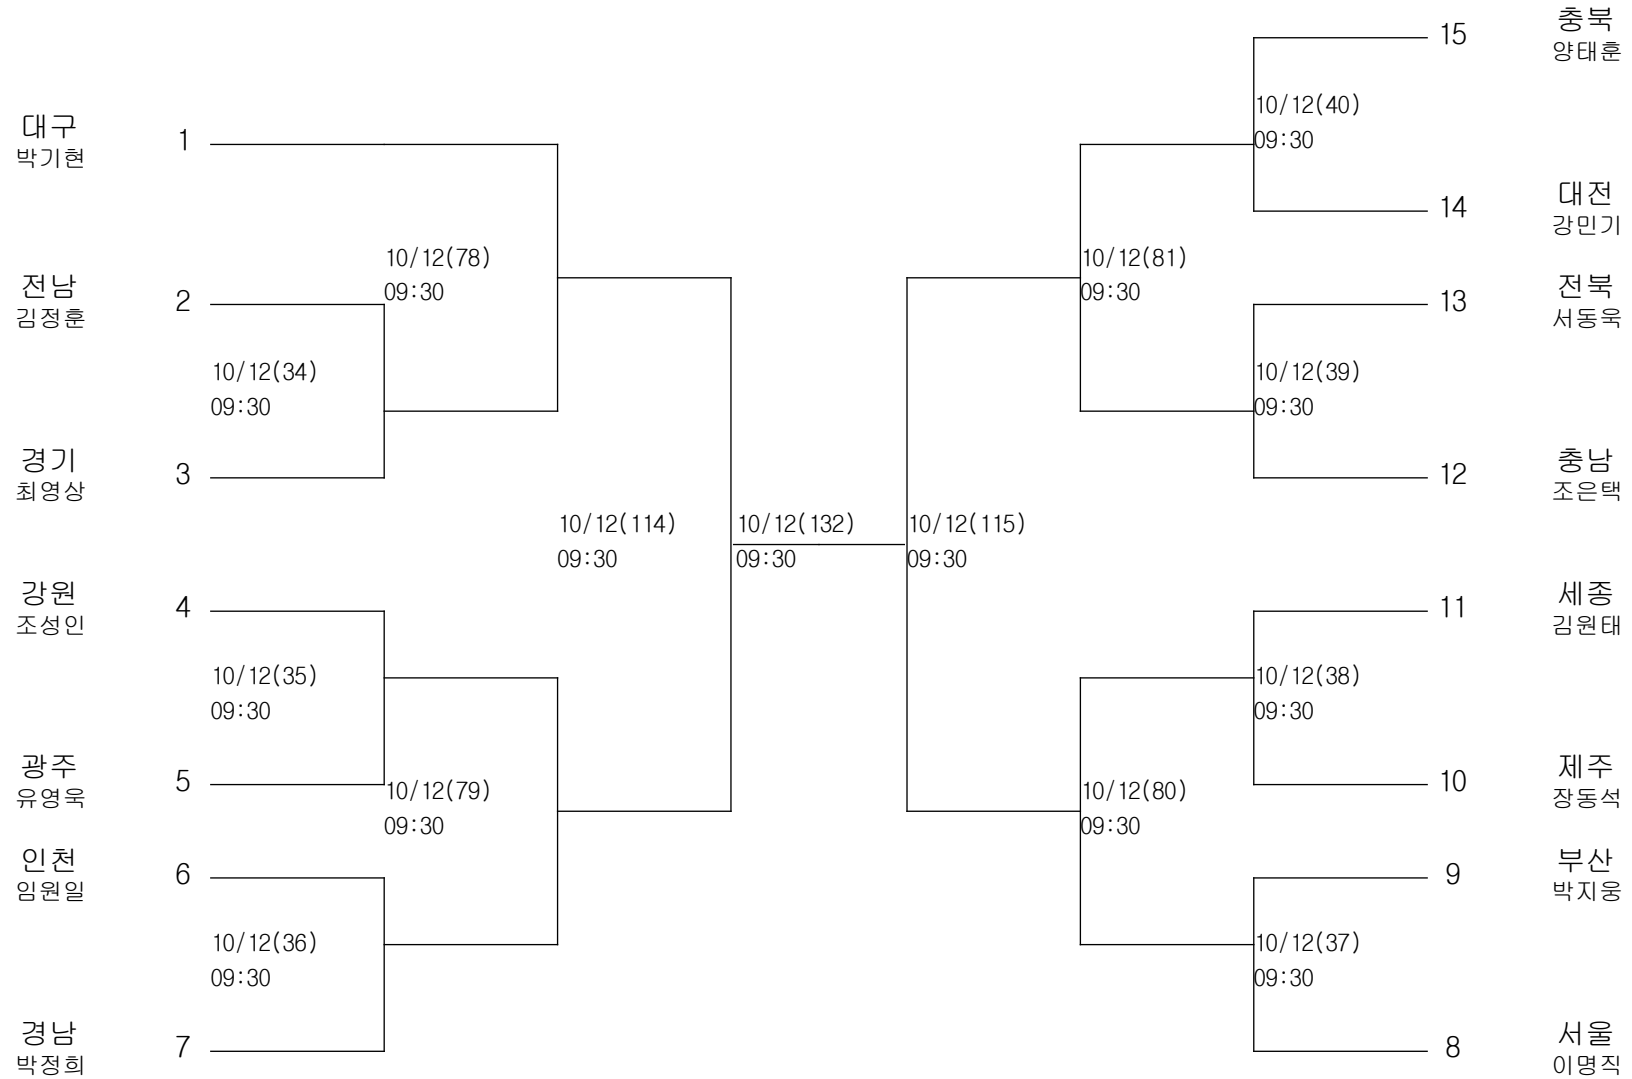 충북
15
양태훈
10/12(40)
09:30
대구
1
박기현
대전
14
강민기
10/12(78)
09:30
10/12(81)
09:30
전남
2
김정훈
전북
13
서동욱
10/12(34)
09:30
10/12(39)
09:30
경기
3
최영상
충남
12
조은택
10/12(114)
09:30
10/12(132)
09:30
10/12(115)
09:30
강원
4
조성인
세종
11
김원태
10/12(35)
09:30
10/12(38)
09:30
광주
5
유영욱
제주
10
장동석
10/12(79)
09:30
10/12(80)
09:30
인천
6
임원일
부산
9
박지웅
10/12(36)
09:30
10/12(37)
09:30
경남
7
박정희
서울
8
이명직